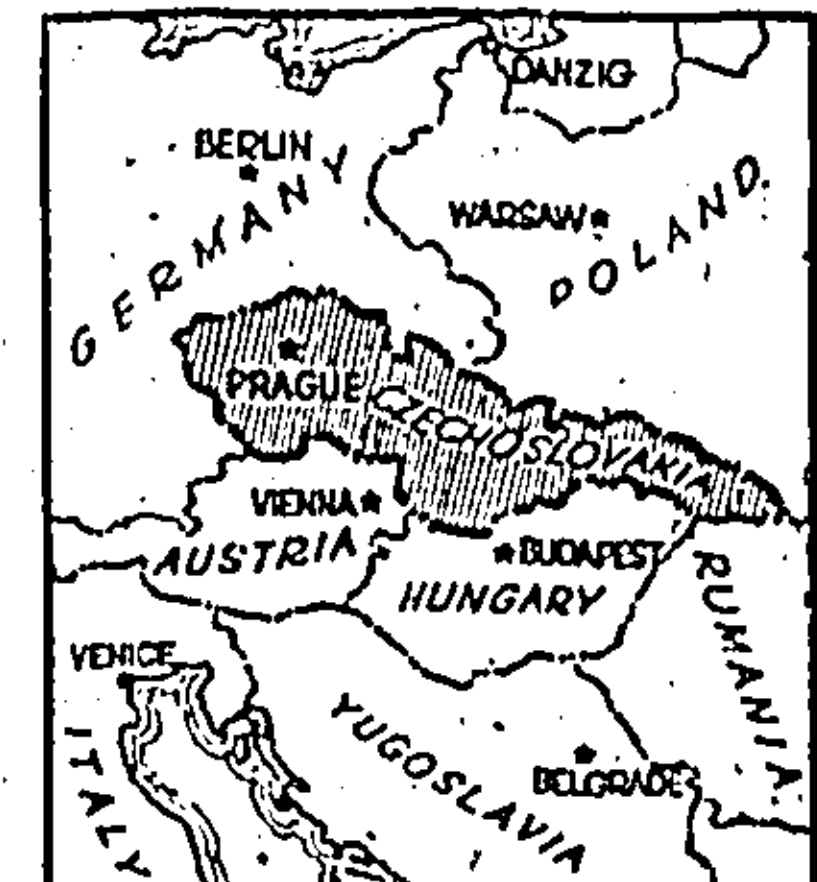 DANZIG
BERLIN
GERMANY
WARSAW
POLAND
PRAGUE
CZECHOSLOVAKIA
VIENNA
AUSTRIA
BUDAPEST
HUNGARY
RUMANIA
VENICE
ITALY
YUGOSLAVIA
BELGRADE